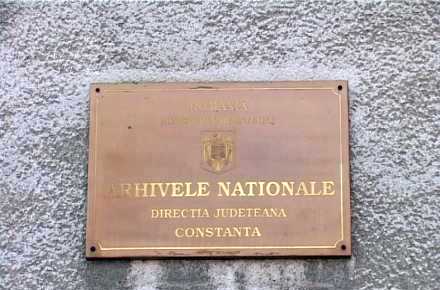 ROMANIA
ARHIVELE NATIONALE
DIRECTIA JUDETEANA
CONSTANTA